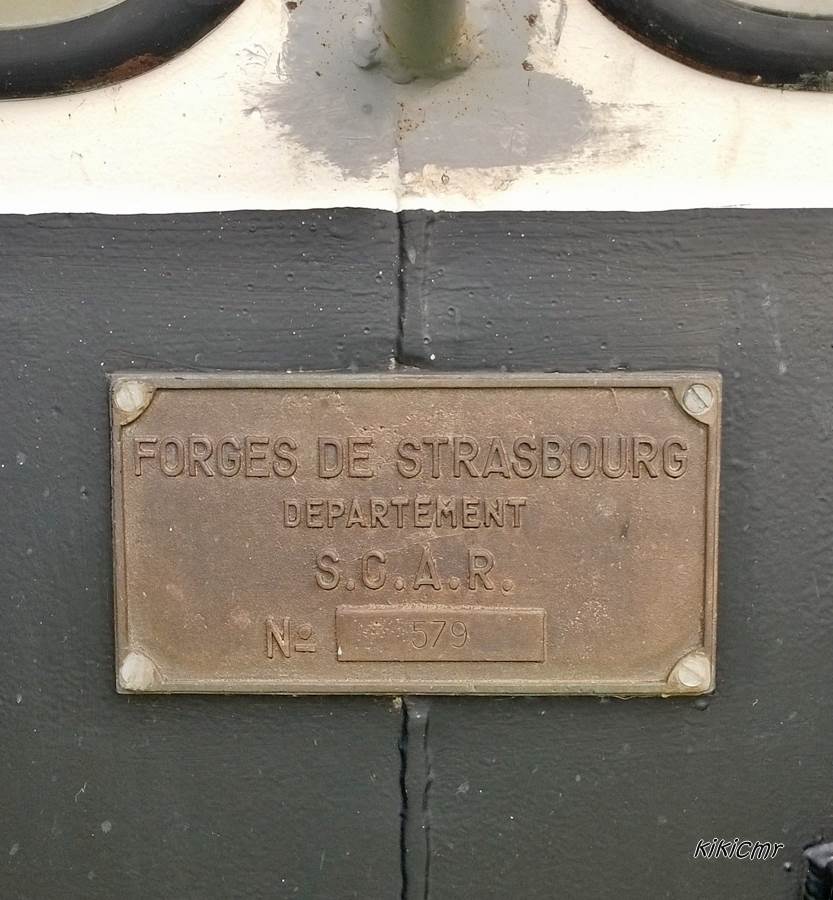 FORGES DE STRASBOURG
DEPARTEMENT
S.C.A.R.
Nº 579
kikiCmr